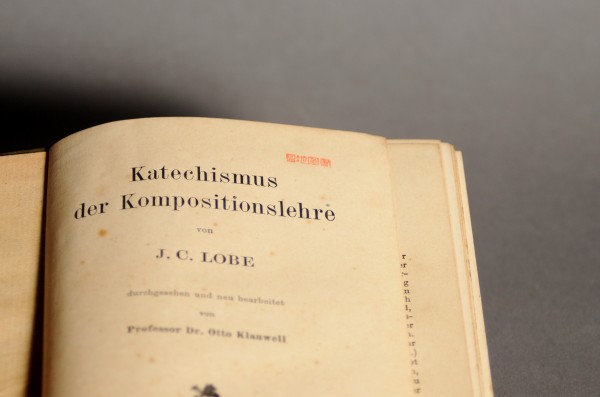 Katechismus
der Kompositionslehre
von
J. C. LOBE
durchgesehen und neu bearbeitet
von
Professor Dr. Otto Klauwell